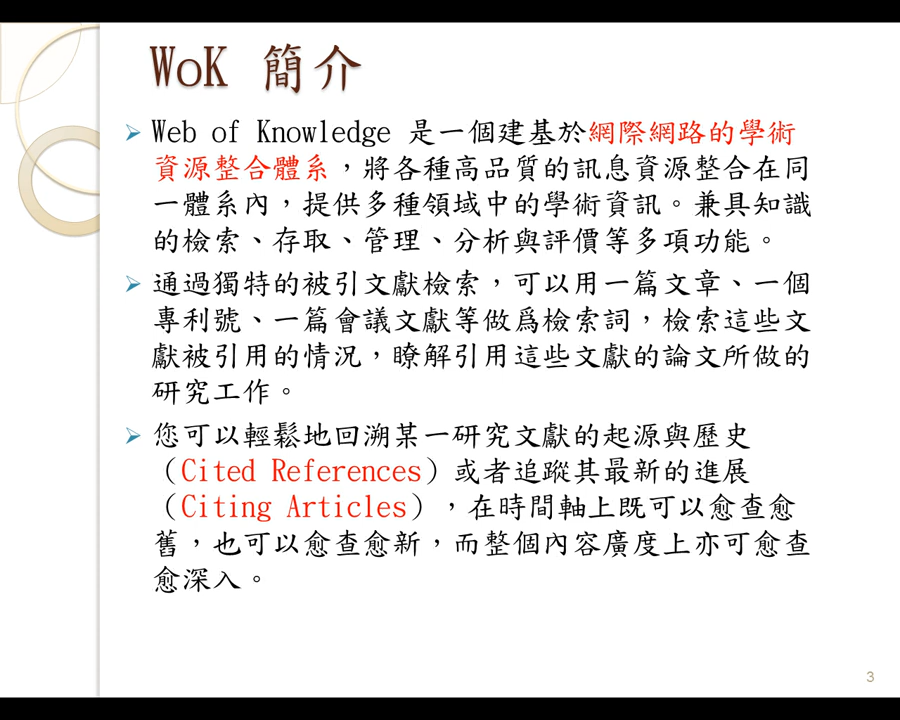 WoK 簡介
Web of Knowledge 是一個建基於網際網路的學術
資源整合體系，將各種高品質的訊息資源整合在同
一體系內，提供多種領域中的學術資訊。兼具知識
的檢索、存取、管理、分析與評價等多項功能。
通過獨特的被引文獻檢索，可以用一篇文章、一個
專利號、一篇會議文獻等做爲檢索詞，檢索這些文
獻被引用的情況，瞭解引用這些文獻的論文所做的
研究工作。
您可以輕鬆地回溯某一研究文獻的起源與歷史
（Cited References）或者追蹤其最新的進展
（Citing Articles），在時間軸上既可以愈查愈
舊，也可以愈查愈新，而整個內容廣度上亦可愈查
愈深入。
3